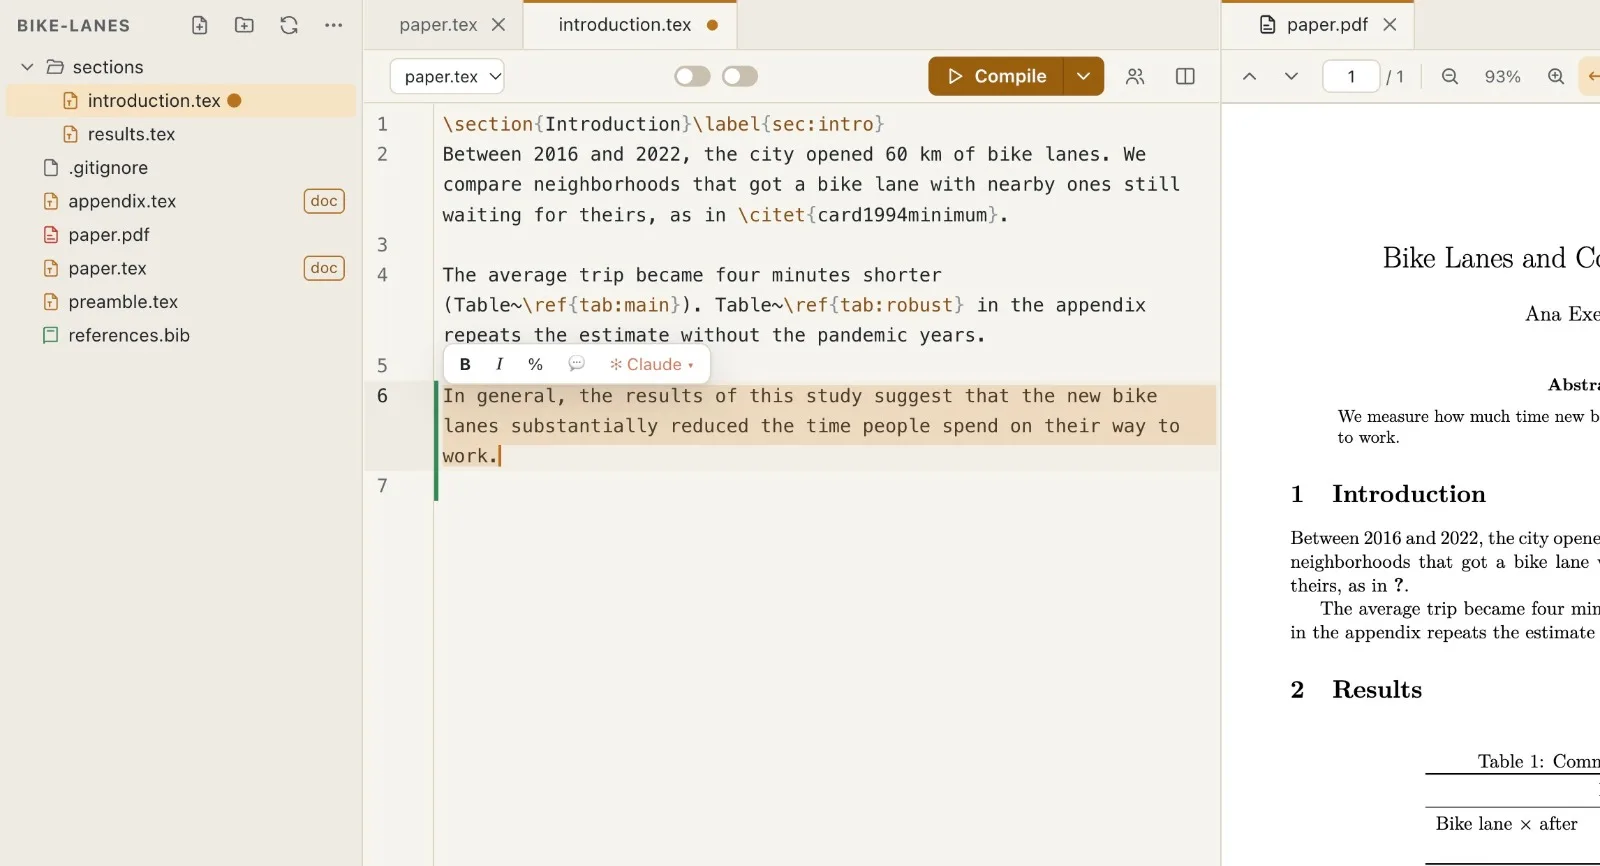 BIKE-LANES
sections
introduction.tex
results.tex
.gitignore
appendix.tex doc
paper.pdf
paper.tex doc
preamble.tex
references.bib
paper.tex
introduction.tex
paper.tex
Compile
1 \section{Introduction}\label{sec:intro}
2 Between 2016 and 2022, the city opened 60 km of bike lanes. We
compare neighborhoods that got a bike lane with nearby ones still
waiting for theirs, as in \citet{card1994minimum}.
3
4 The average trip became four minutes shorter
(Table~\ref{tab:main}). Table~\ref{tab:robust} in the appendix
repeats the estimate without the pandemic years.
5
B I % Claude
6 In general, the results of this study suggest that the new bike
lanes substantially reduced the time people spend on their way to
work.
7
paper.pdf
1 / 1 93%
Bike Lanes and Co
Ana Exe
Abstra
We measure how much time new b
to work.
1 Introduction
Between 2016 and 2022, the city opene
neighborhoods that got a bike lane
theirs, as in ?.
The average trip became four min
in the appendix repeats the estimate
2 Results
Table 1: Comm
Bike lane × after